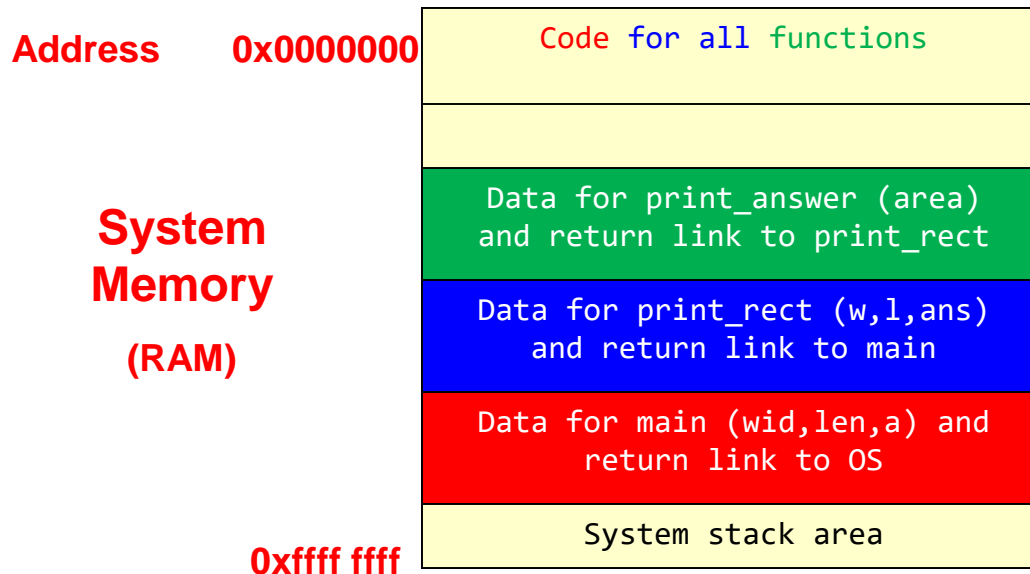 Address 0x0000000
Code for all functions
System
Memory
(RAM)
Data for print_answer (area)
and return link to print_rect
Data for print_rect (w,l,ans)
and return link to main
Data for main (wid,len,a) and
return link to OS
System stack area
0xffff ffff